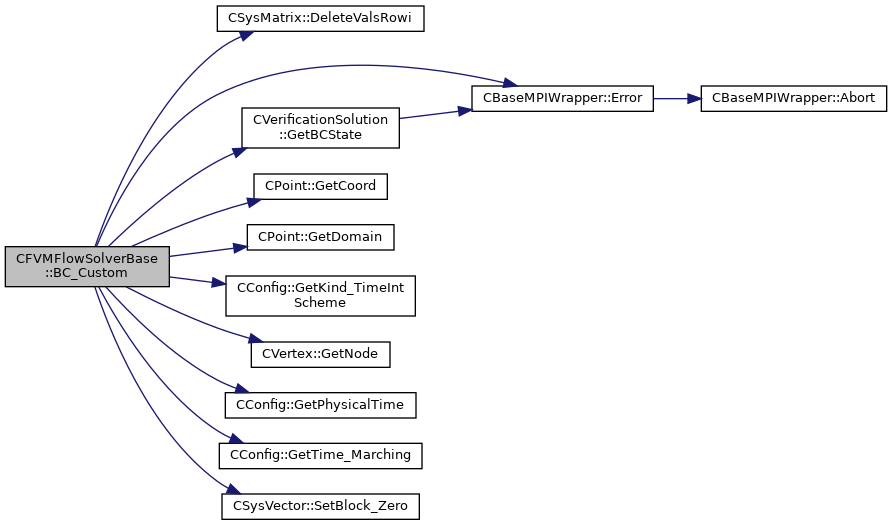 CFVMFlowSolverBase
::BC_Custom
CSysMatrix::DeleteValsRowi
CBaseMPIWrapper::Error
CBaseMPIWrapper::Abort
CVerificationSolution
::GetBCState
CPoint::GetCoord
CPoint::GetDomain
CConfig::GetKind_TimeInt
Scheme
CVertex::GetNode
CConfig::GetPhysicalTime
CConfig::GetTime_Marching
CSysVector::SetBlock_Zero